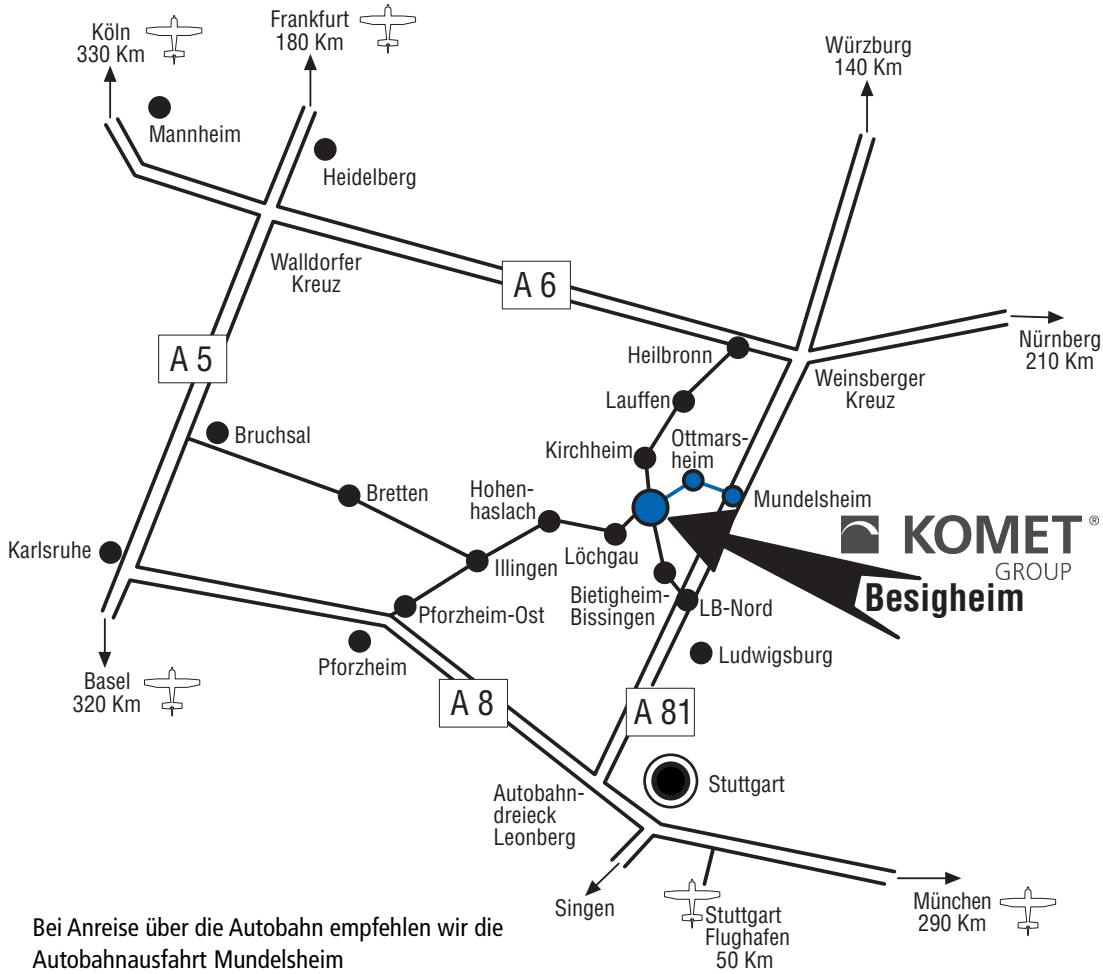 Köln
330 Km
Frankfurt
180 Km
Würzburg
140 Km
Mannheim
Heidelberg
Walldorfer
Kreuz
A 6
A 5
Heilbronn
Nürnberg
210 Km
Weinsberger
Kreuz
Lauffen
Bruchsal
Kirchheim
Ottmars-
heim
Bretten
Hohen-
haslach
Mundelsheim
Karlsruhe
Löchgau
KOMET®
GROUP
Illingen
Besigheim
Bietigheim-
Bissingen
LB-Nord
Pforzheim-Ost
Pforzheim
Ludwigsburg
Basel
320 Km
A 8
A 81
Stuttgart
Autobahn-
dreieck
Leonberg
Singen
Stuttgart
Flughafen
50 Km
München
290 Km
Bei Anreise über die Autobahn empfehlen wir die
Autobahnausfahrt Mundelsheim